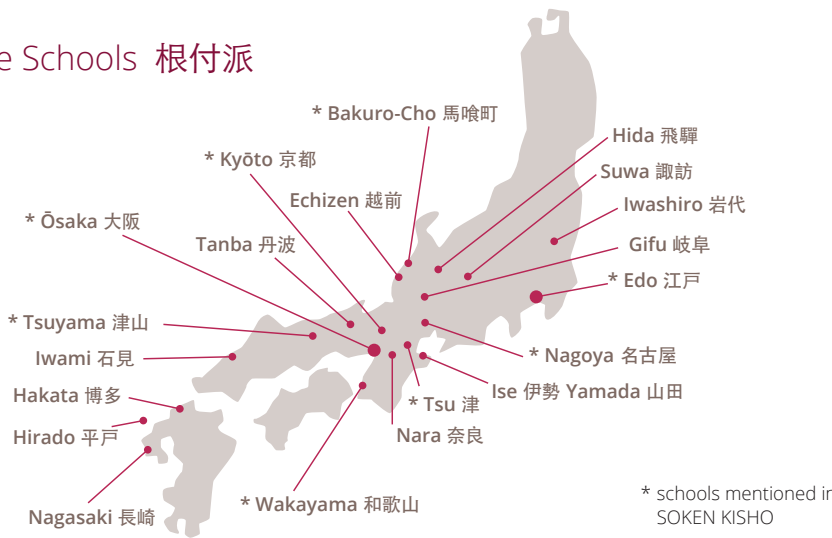 e Schools 根付派
* Bakuro-Cho 馬喰町
Hida 飛驒
* Kyōto 京都
Suwa 諏訪
Echizen 越前
Iwashiro 岩代
* Ōsaka 大阪
Tanba 丹波
Gifu 岐阜
* Edo 江戸
* Tsuyama 津山
Iwami 石見
* Nagoya 名古屋
Hakata 博多
Ise 伊勢 Yamada 山田
* Tsu 津
Hirado 平戸
Nara 奈良
* Wakayama 和歌山
Nagasaki 長崎
* schools mentioned in
SOKEN KISHO